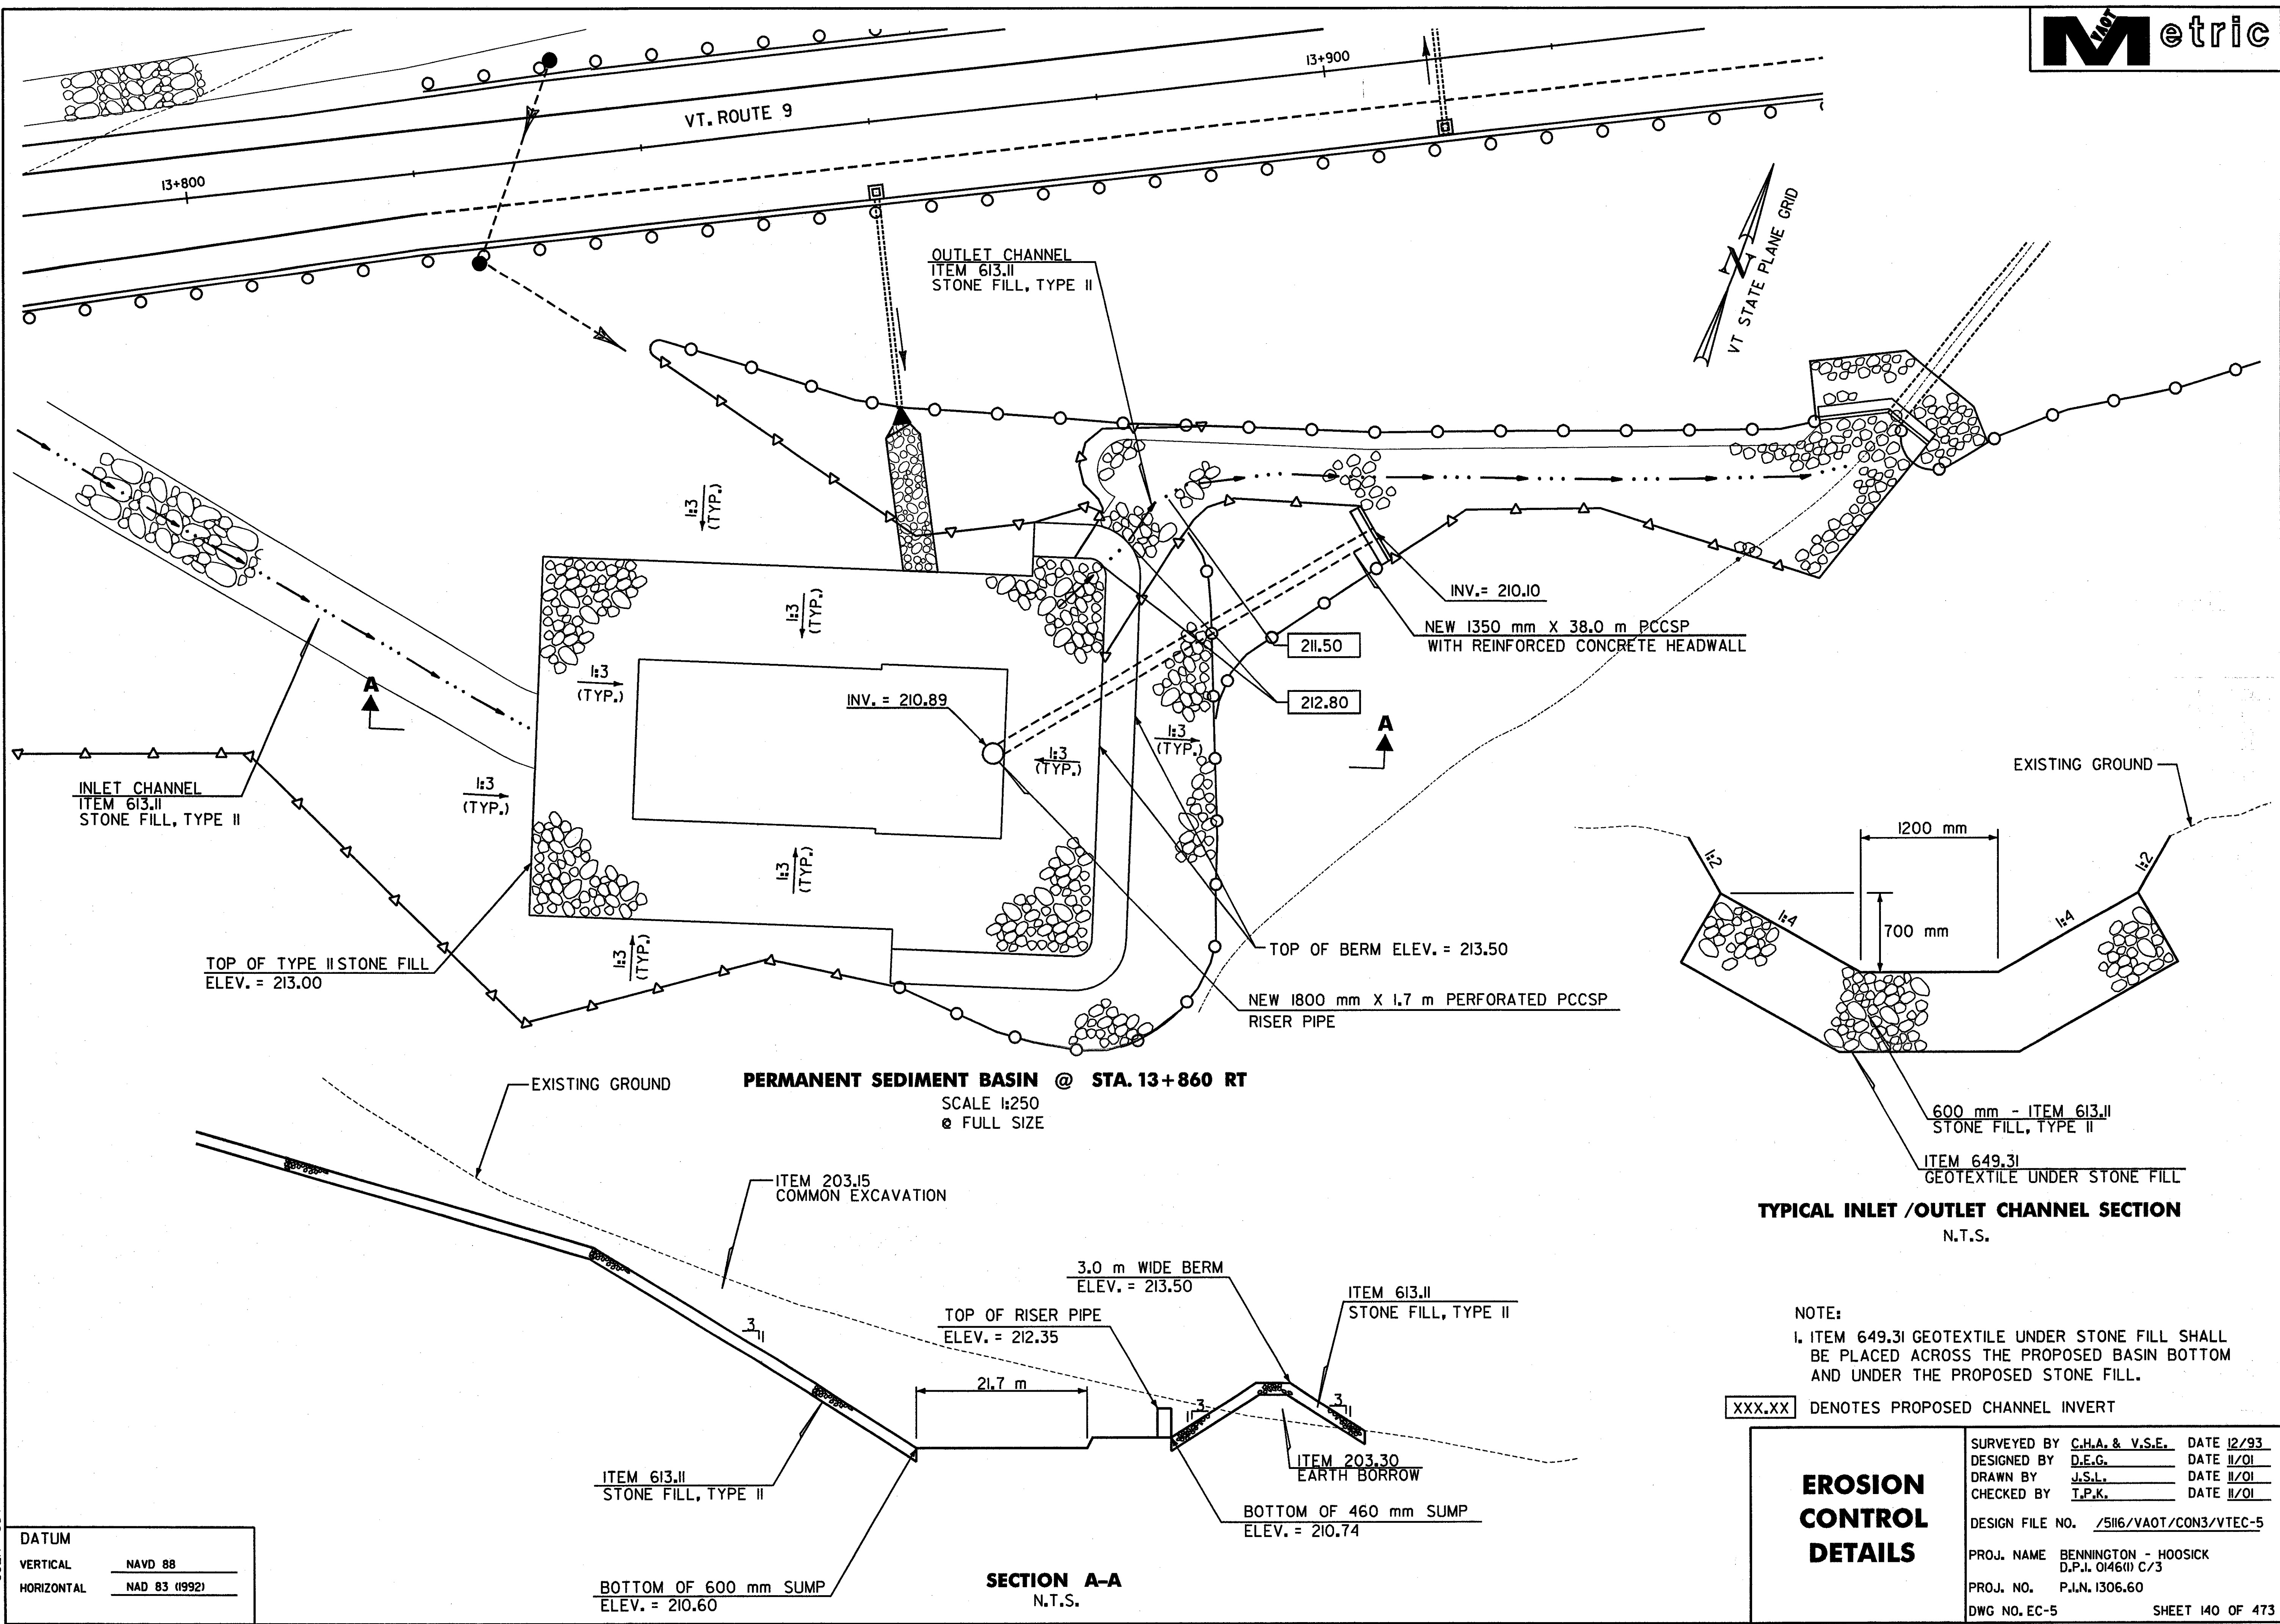 VAOT
Metric
13+900
VT. ROUTE 9
13+800
OUTLET CHANNEL
ITEM 613.11
STONE FILL, TYPE II
N
VT STATE PLANE GRID
1:3
(TYP.)
1:3
(TYP.)
1:3
(TYP.)
INV.= 210.10
NEW 1350 mm X 38.0 m PCCSP
WITH REINFORCED CONCRETE HEADWALL
211.50
212.80
INV. = 210.89
A
A
1:3
(TYP.)
1:3
(TYP.)
1:3
(TYP.)
INLET CHANNEL
ITEM 613.11
STONE FILL, TYPE II
1:3
(TYP.)
1:3
(TYP.)
TOP OF TYPE II STONE FILL
ELEV. = 213.00
TOP OF BERM ELEV. = 213.50
NEW 1800 mm X 1.7 m PERFORATED PCCSP
RISER PIPE
PERMANENT SEDIMENT BASIN @ STA. 13+860 RT
SCALE 1:250
@ FULL SIZE
EXISTING GROUND
1200 mm
1:2
1:2
1:4
1:4
700 mm
600 mm - ITEM 613.11
STONE FILL, TYPE II
ITEM 649.31
GEOTEXTILE UNDER STONE FILL
TYPICAL INLET /OUTLET CHANNEL SECTION
N.T.S.
EXISTING GROUND
ITEM 203.15
COMMON EXCAVATION
3.0 m WIDE BERM
ELEV. = 213.50
TOP OF RISER PIPE
ELEV. = 212.35
ITEM 613.11
STONE FILL, TYPE II
3
1
21.7 m
3
1
3
1
ITEM 613.11
STONE FILL, TYPE II
ITEM 203.30
EARTH BORROW
BOTTOM OF 460 mm SUMP
ELEV. = 210.74
BOTTOM OF 600 mm SUMP
ELEV. = 210.60
SECTION A-A
N.T.S.
NOTE:
1. ITEM 649.31 GEOTEXTILE UNDER STONE FILL SHALL
BE PLACED ACROSS THE PROPOSED BASIN BOTTOM
AND UNDER THE PROPOSED STONE FILL.
XXX.XX DENOTES PROPOSED CHANNEL INVERT
DATUM
VERTICAL NAVD 88
HORIZONTAL NAD 83 (1992)
EROSION
CONTROL
DETAILS
SURVEYED BY C.H.A. & V.S.E. DATE 12/93
DESIGNED BY D.E.G. DATE 11/01
DRAWN BY J.S.L. DATE 11/01
CHECKED BY T.P.K. DATE 11/01
DESIGN FILE NO. /5116/VAOT/CON3/VTEC-5
PROJ. NAME BENNINGTON - HOOSICK
D.P.I. 0146(1) C/3
PROJ. NO. P.I.N. 1306.60
DWG NO. EC-5 SHEET 140 OF 473